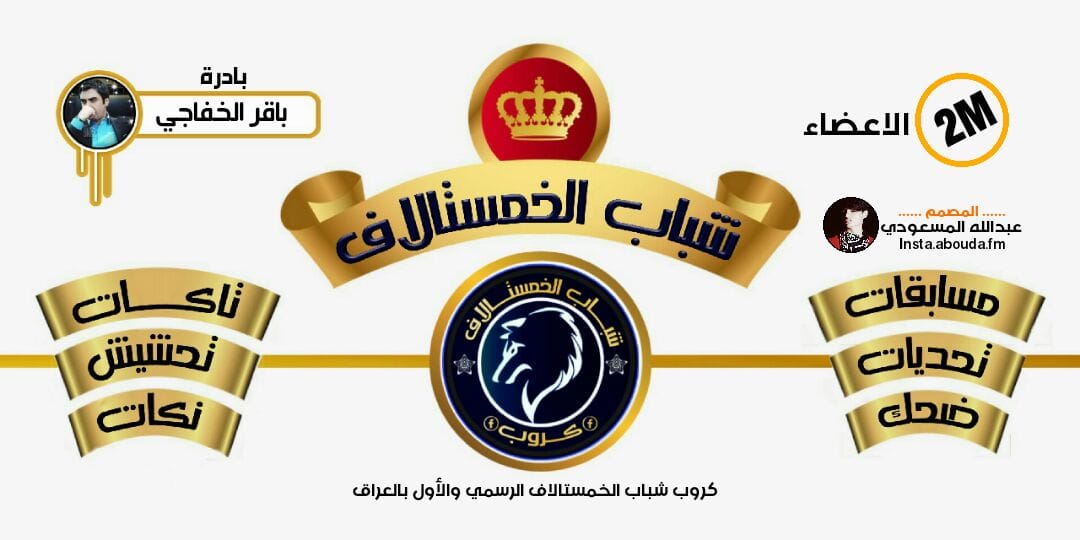 بادرة
باقر الخفاجي
2M
الاعضاء
شباب الخمستالاف
...... المصمم ......
عبدالله المسعودي
Insta.abouda.fm
مسابقات
تحديات
ضحك
تاكات
تحشيش
نكات
شباب الخمستالاف
كروب
كروب شباب الخمستالاف الرسمي والأول بالعراق